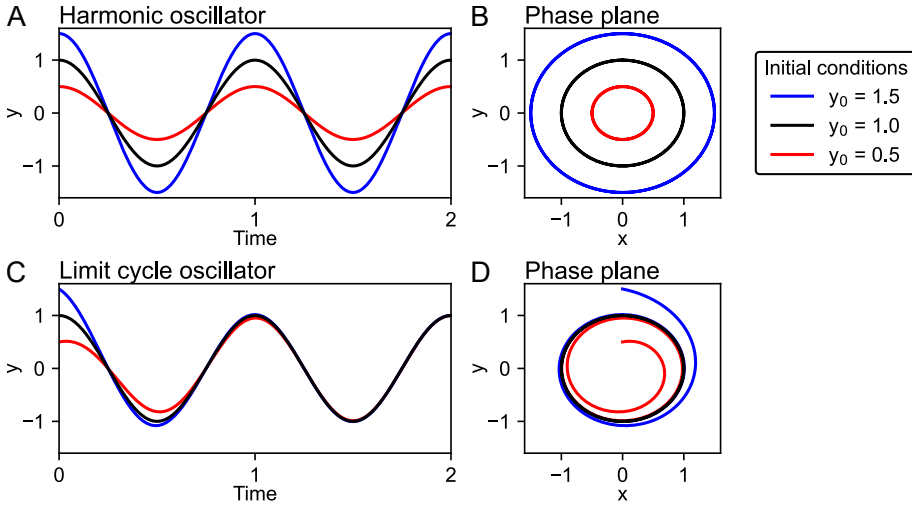 A Harmonic oscillator
y
1
0
−1
0 1 2
Time
B Phase plane
y
1
0
−1
−1 0 1
x
Initial conditions
y0 = 1.5
y0 = 1.0
y0 = 0.5
C Limit cycle oscillator
y
1
0
−1
0 1 2
Time
D Phase plane
y
1
0
−1
−1 0 1
x